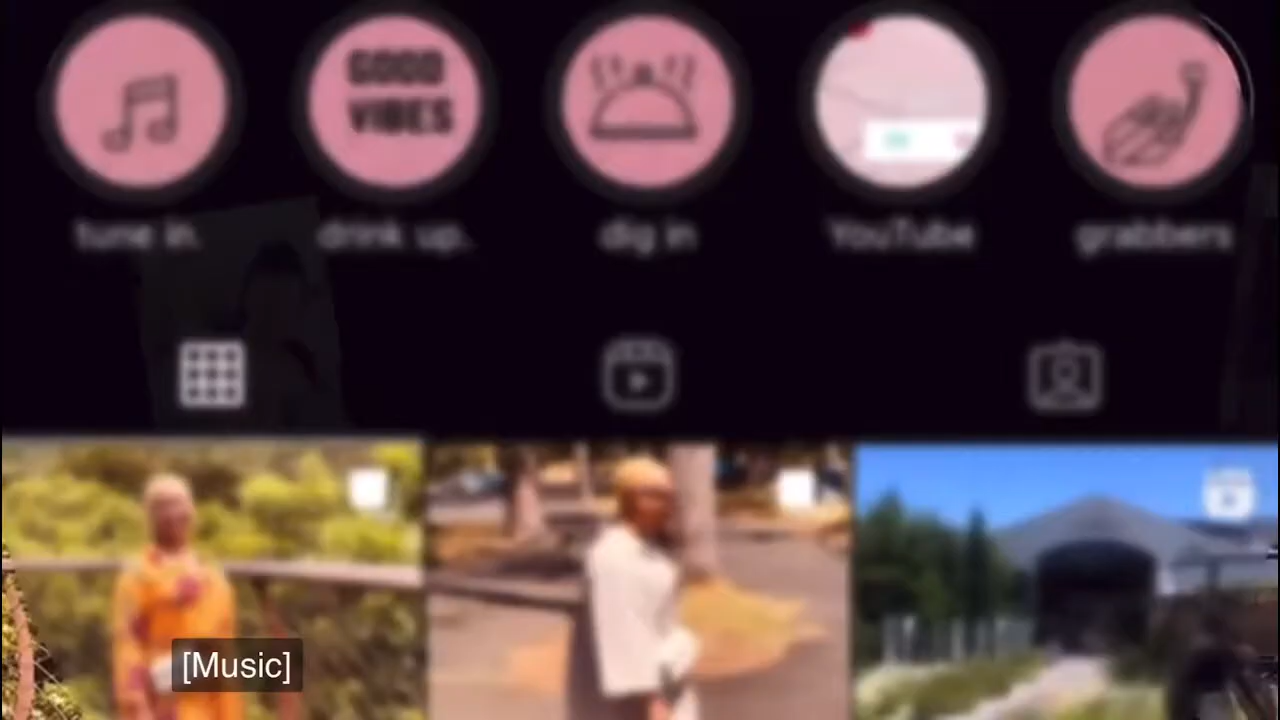 GOOD
VIBES
tune in.
drink up.
dig in
YouTube
grabbers
[Music]